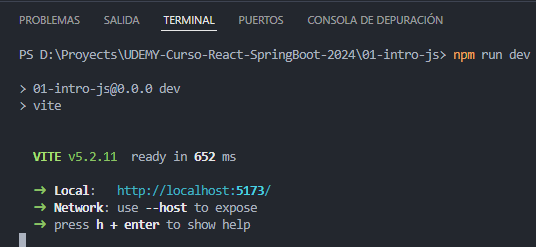 PROBLEMAS SALIDA TERMINAL PUERTOS CONSOLA DE DEPURACIÓN
PS D:\Proyects\UDEMY-Curso-React-SpringBoot-2024\01-intro-js> npm run dev
> 01-intro-js@0.0.0 dev
> vite
VITE v5.2.11 ready in 652 ms
➜ Local: http://localhost:5173/
➜ Network: use --host to expose
➜ press h + enter to show help